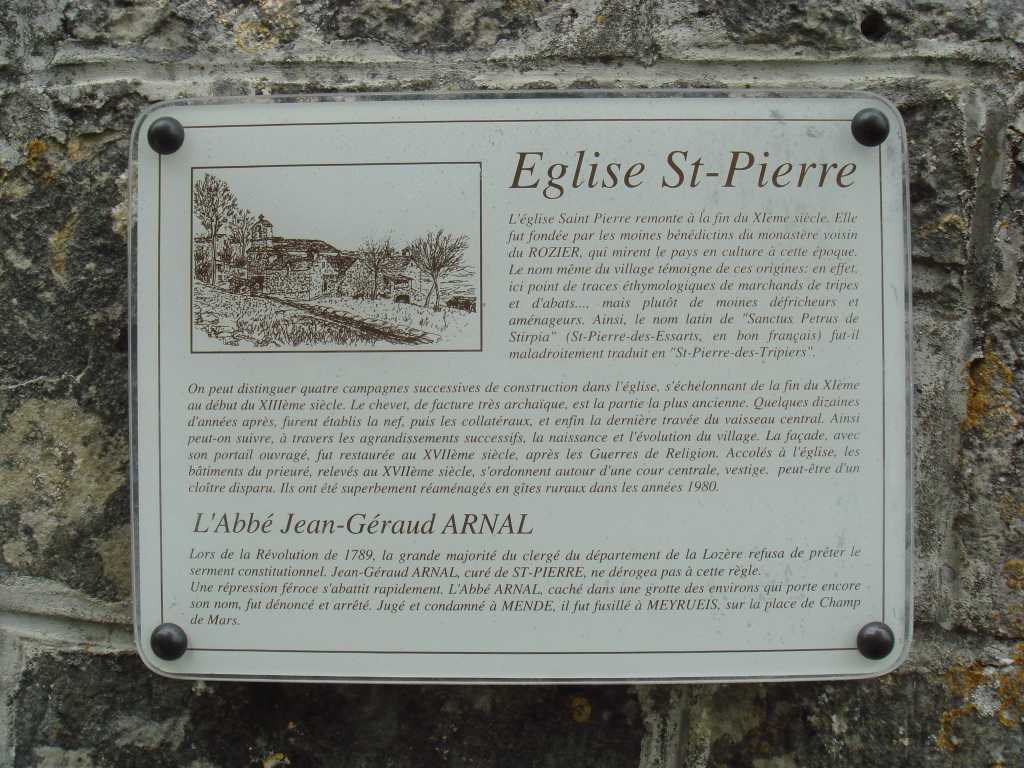 Eglise St-Pierre
L'église Saint Pierre remonte à la fin du XIème siècle. Elle
fut fondée par les moines bénédictins du monastère voisin
du ROZIER, qui mirent le pays en culture à cette époque.
Le nom même du village témoigne de ces origines: en effet,
ici point de traces éthymologiques de marchands de tripes
et d'abats..., mais plutôt de moines défricheurs et
aménageurs. Ainsi, le nom latin de "Sanctus Petrus de
Stirpia" (St-Pierre-des-Essarts, en bon français) fut-il
maladroitement traduit en "St-Pierre-des-Tripiers".
On peut distinguer quatre campagnes successives de construction dans l'église, s'échelonnant de la fin du XIème
au début du XIIIème siècle. Le chevet, de facture très archaïque, est la partie la plus ancienne. Quelques dizaines
d'années après, furent établis la nef, puis les collatéraux, et enfin la dernière travée du vaisseau central. Ainsi
peut-on suivre, à travers les agrandissements successifs, la naissance et l'évolution du village. La façade, avec
son portail ouvragé, fut restaurée au XVIIème siècle, après les Guerres de Religion. Accolés à l'église, les
bâtiments du prieuré, relevés au XVIIème siècle, s'ordonnent autour d'une cour centrale, vestige. peut-être d'un
cloître disparu. Ils ont été superbement réaménagés en gîtes ruraux dans les années 1980.
L'Abbé Jean-Géraud ARNAL
Lors de la Révolution de 1789, la grande majorité du clergé du département de la Lozère refusa de prêter le
serment constitutionnel. Jean-Géraud ARNAL, curé de ST-PIERRE, ne dérogea pas à cette règle.
Une répression féroce s'abattit rapidement. L'Abbé ARNAL, caché dans une grotte des environs qui porte encore
son nom, fut dénoncé et arrêté. Jugé et condamné à MENDE, il fut fusillé à MEYRUEIS, sur la place de Champ
de Mars.